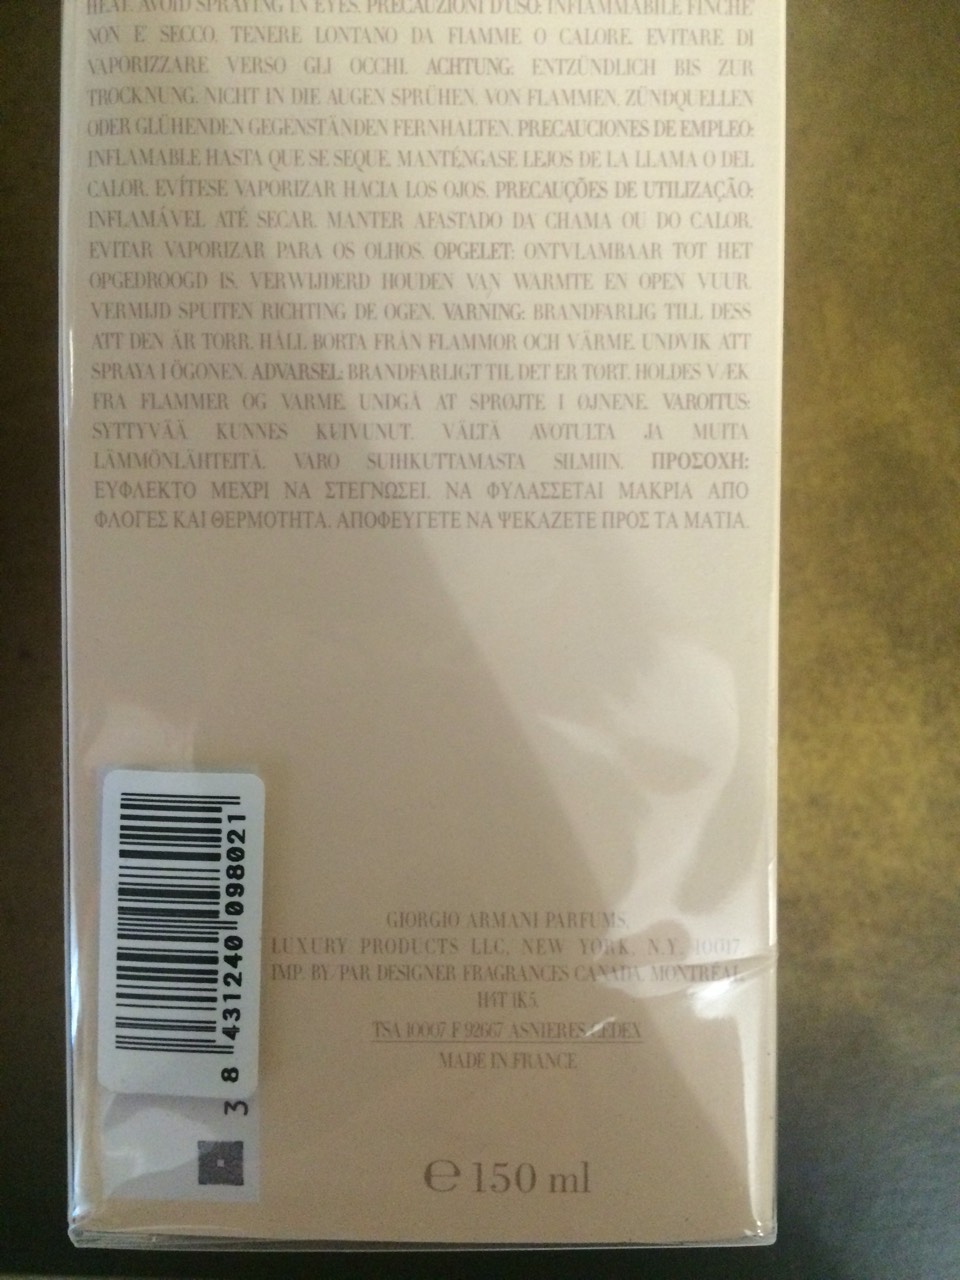 HEAT. AVOID SPRAYING IN EYES. PRECAUZIONI D'USO: INFIAMMABILE FINCHE'
NON E' SECCO. TENERE LONTANO DA FIAMME O CALORE. EVITARE DI
VAPORIZZARE VERSO GLI OCCHI. ACHTUNG: ENTZÜNDLICH BIS ZUR
TROCKNUNG. NICHT IN DIE AUGEN SPRÜHEN. VON FLAMMEN, ZÜNDQUELLEN
ODER GLÜHENDEN GEGENSTÄNDEN FERNHALTEN. PRECAUCIONES DE EMPLEO:
INFLAMABLE HASTA QUE SE SEQUE. MANTÉNGASE LEJOS DE LA LLAMA O DEL
CALOR. EVÍTESE VAPORIZAR HACIA LOS OJOS. PRECAUÇÕES DE UTILIZAÇÃO:
INFLAMÁVEL ATÉ SECAR. MANTER AFASTADO DA CHAMA OU DO CALOR.
EVITAR VAPORIZAR PARA OS OLHOS. OPGELET: ONTVLAMBAAR TOT HET
OPGEDROOGD IS. VERWIJDERD HOUDEN VAN WARMTE EN OPEN VUUR.
VERMIJD SPUITEN RICHTING DE OGEN. VARNING: BRANDFARLIG TILL DESS
ATT DEN ÄR TORR. HÅLL BORTA FRÅN FLAMMOR OCH VÄRME. UNDVIK ATT
SPRAYA I ÖGONEN. ADVARSEL: BRANDFARLIGT TIL DET ER TØRT. HOLDES VÆK
FRA FLAMMER OG VARME. UNDGÅ AT SPRØJTE I ØJNENE. VAROITUS:
SYTTYVÄÄ KUNNES KUIVUNUT. VÄLTÄ AVOTULTA JA MUITA
LÄMMÖNLÄHTEITÄ. VARO SUIHKUTTAMASTA SILMIIN. ΠΡΟΣΟΧΗ:
ΕΥΦΛΕΚΤΟ ΜΕΧΡΙ ΝΑ ΣΤΕΓΝΩΣΕΙ. ΝΑ ΦΥΛΑΣΣΕΤΑΙ ΜΑΚΡΙΑ ΑΠΟ
ΦΛΟΓΕΣ ΚΑΙ ΘΕΡΜΟΤΗΤΑ. ΑΠΟΦΕΥΓΕΤΕ ΝΑ ΨΕΚΑΖΕΤΕ ΠΡΟΣ ΤΑ ΜΑΤΙΑ.
8 431240 098021
3
GIORGIO ARMANI PARFUMS,
LUXURY PRODUCTS LLC, NEW YORK, N.Y. 10017
IMP. BY/PAR DESIGNER FRAGRANCES CANADA, MONTREAL,
H4T 1K5
TSA 10007 F 92667 ASNIERES CEDEX
MADE IN FRANCE
℮ 150 ml